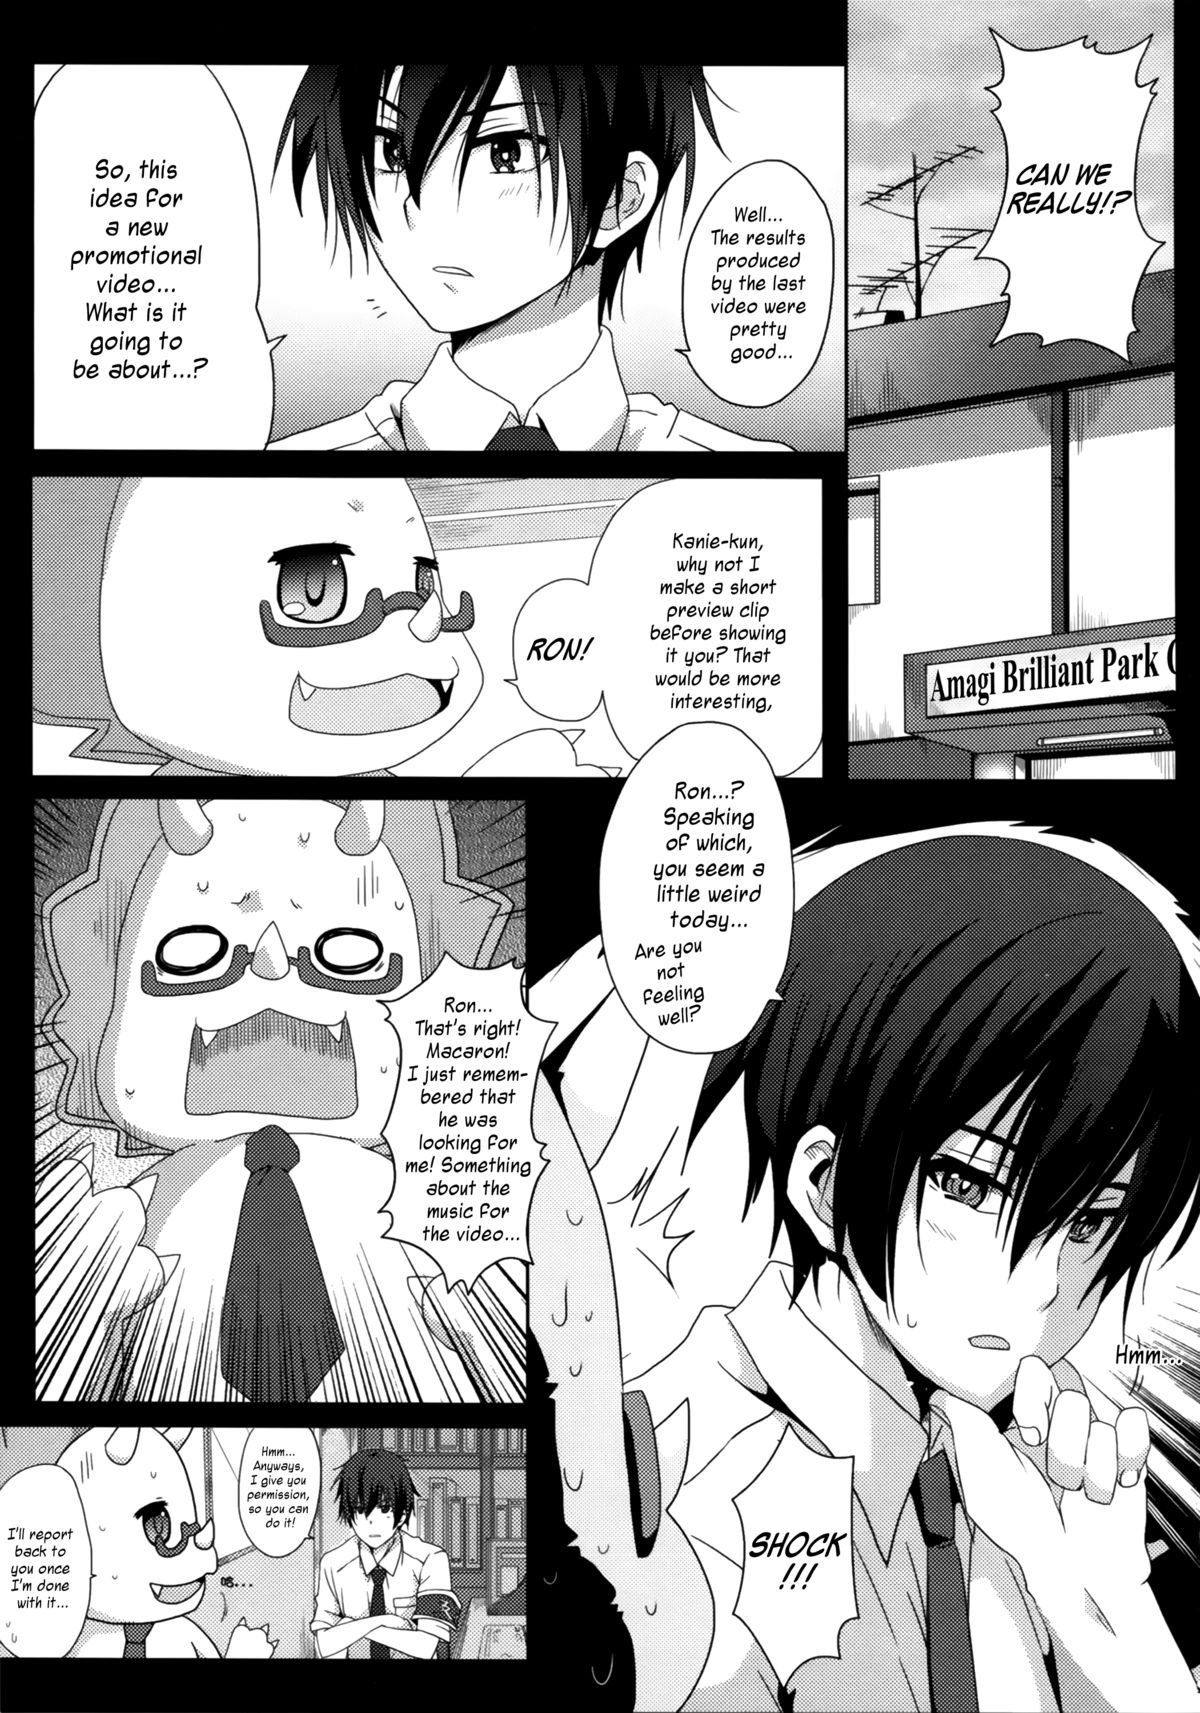 CAN WE
REALLY!?
Amagi Brilliant Park
Well...
The results
produced
by the last
video were
pretty
good...
So, this
idea for
a new
promotional
video...
What is it
going to
be about...?
Kanie-kun,
why not I
make a short
preview clip
before showing
it you? That
would be more
interesting,
RON!
Ron...?
Speaking
of which,
you seem a
little weird
today...
Are you
not
feeling
well?
Hmm...
SHOCK
!!!
Ron...
That's right!
Macaron!
I just remem-
bered that
he was
looking for
me! Something
about the
music for
the video...
Hmm...
Anyways,
I give you
permission,
so you can
do it!
I'll report
back to
you once
I'm done
with it...